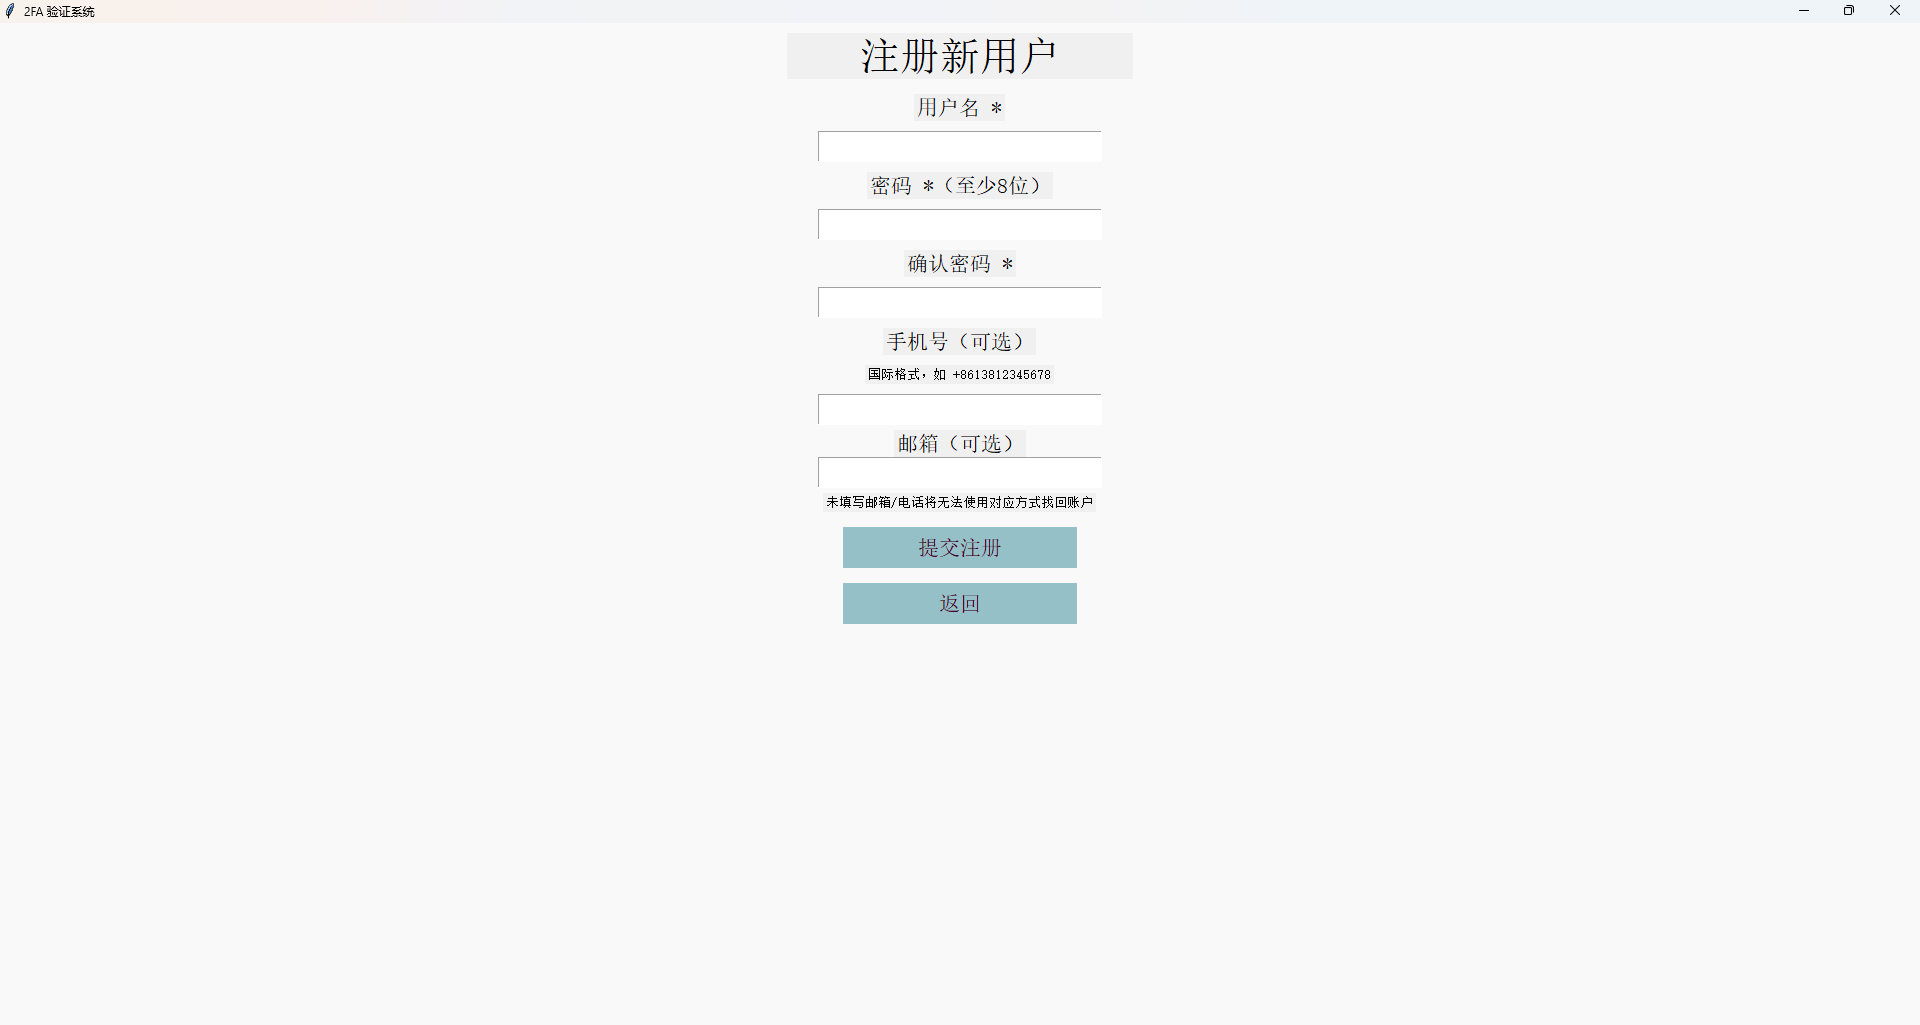 2FA 验证系统
注册新用户
用户名 *
密码 *（至少8位）
确认密码 *
手机号（可选）
国际格式，如 +8613812345678
邮箱（可选）
未填写邮箱/电话将无法使用对应方式找回账户
提交注册
返回